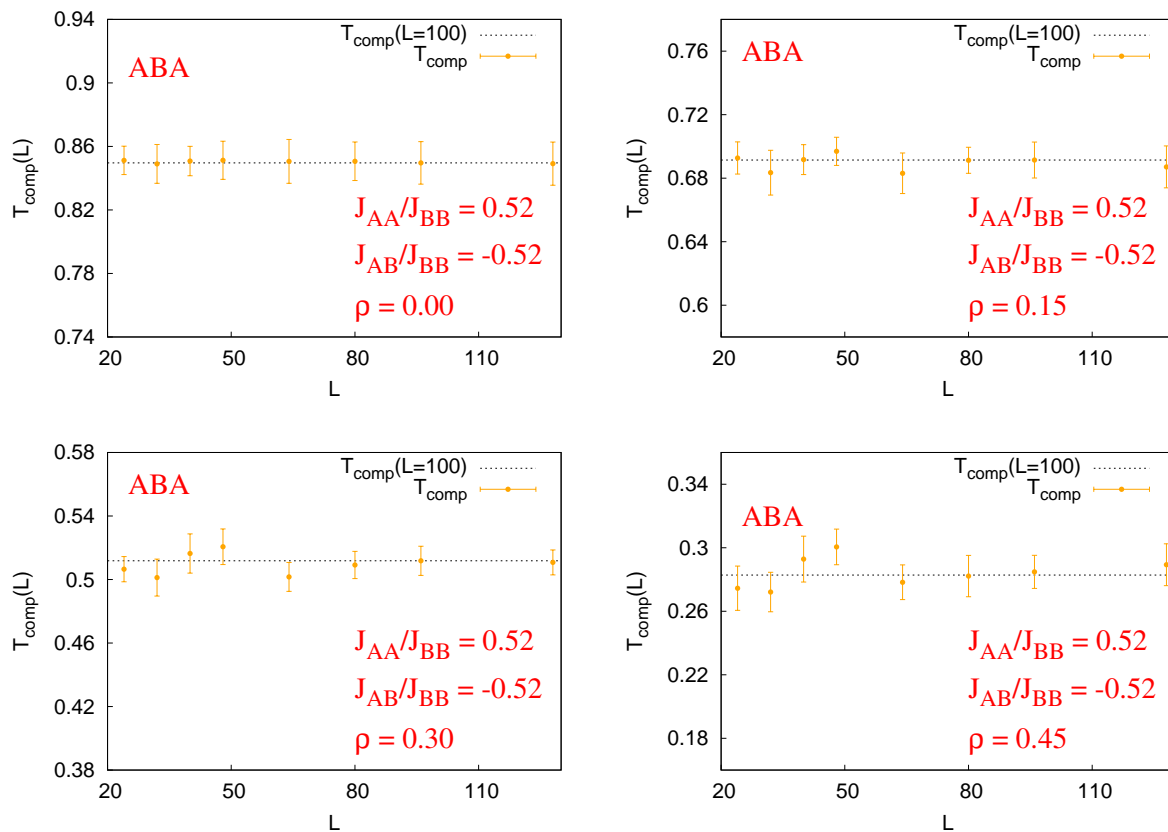 T_comp(L=100)
T_comp
ABA
J_AA/J_BB = 0.52
J_AB/J_BB = -0.52
ρ = 0.00
T_comp(L)
0.94
0.9
0.86
0.82
0.78
0.74
20
50
80
110
L
T_comp(L=100)
T_comp
ABA
J_AA/J_BB = 0.52
J_AB/J_BB = -0.52
ρ = 0.15
T_comp(L)
0.76
0.72
0.68
0.64
0.6
20
50
80
110
L
T_comp(L=100)
T_comp
ABA
J_AA/J_BB = 0.52
J_AB/J_BB = -0.52
ρ = 0.30
T_comp(L)
0.58
0.54
0.5
0.46
0.42
0.38
20
50
80
110
L
T_comp(L=100)
T_comp
ABA
J_AA/J_BB = 0.52
J_AB/J_BB = -0.52
ρ = 0.45
T_comp(L)
0.34
0.3
0.26
0.22
0.18
20
50
80
110
L